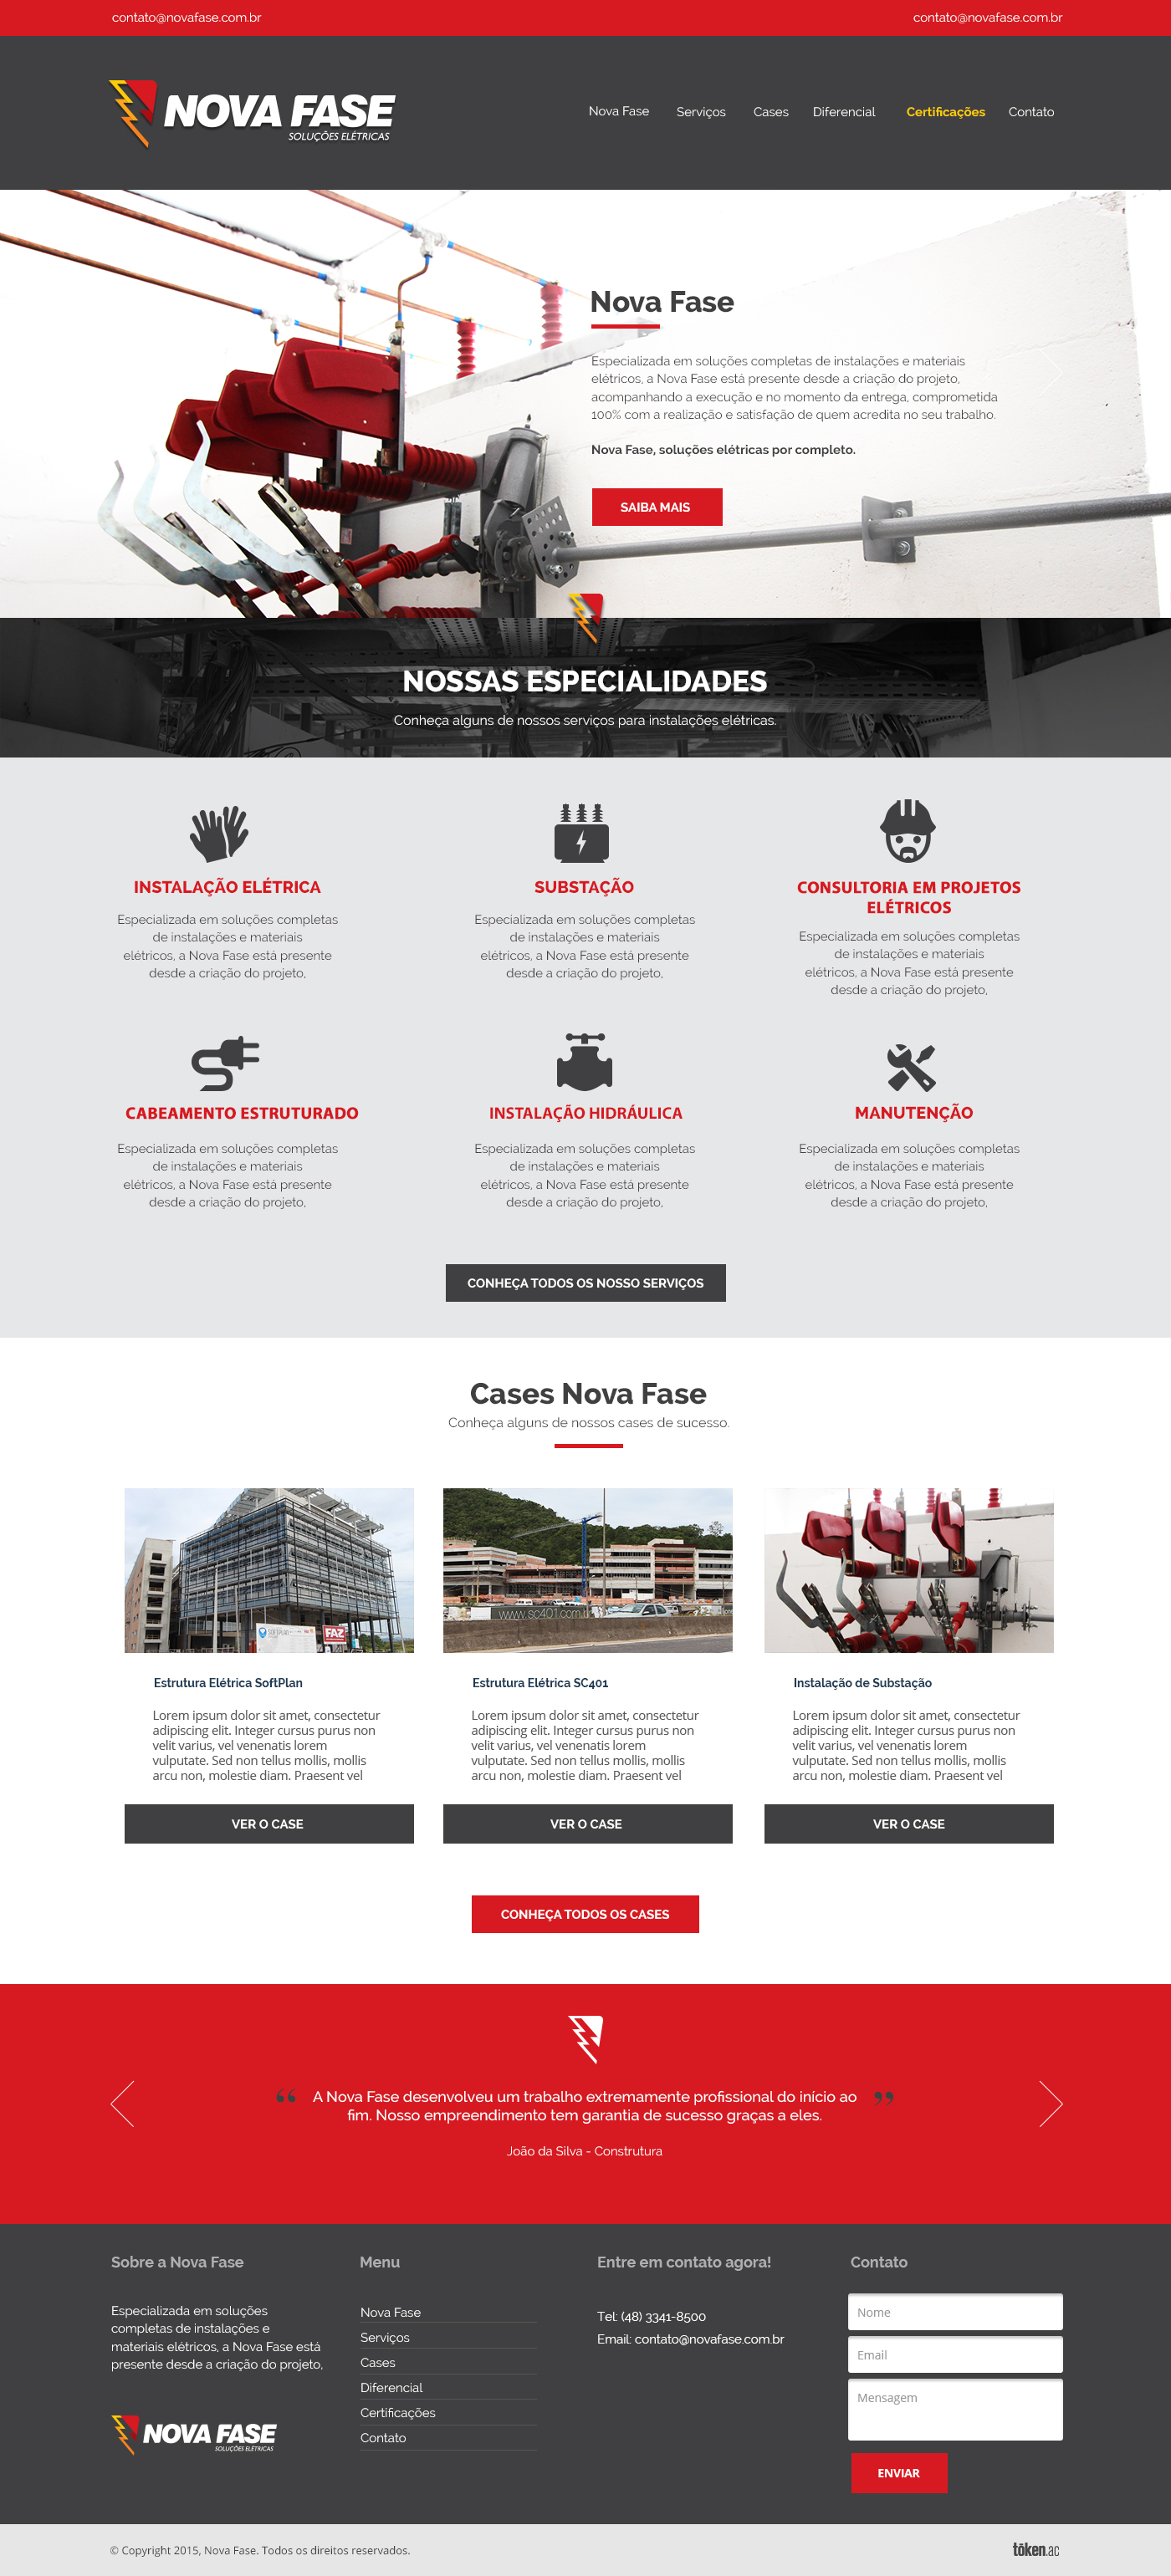 contato@novafase.com.br
contato@novafase.com.br
NOVA FASE
SOLUÇÕES ELÉTRICAS
Nova Fase
Serviços
Cases
Diferencial
Certificações
Contato
Nova Fase
Especializada em soluções completas de instalações e materiais
elétricos, a Nova Fase está presente desde a criação do projeto,
acompanhando a execução e no momento da entrega, comprometida
100% com a realização e satisfação de quem acredita no seu trabalho.
Nova Fase, soluções elétricas por completo.
SAIBA MAIS
NOSSAS ESPECIALIDADES
Conheça alguns de nossos serviços para instalações elétricas.
INSTALAÇÃO ELÉTRICA
Especializada em soluções completas
de instalações e materiais
elétricos, a Nova Fase está presente
desde a criação do projeto,
SUBSTAÇÃO
Especializada em soluções completas
de instalações e materiais
elétricos, a Nova Fase está presente
desde a criação do projeto,
CONSULTORIA EM PROJETOS
ELÉTRICOS
Especializada em soluções completas
de instalações e materiais
elétricos, a Nova Fase está presente
desde a criação do projeto,
CABEAMENTO ESTRUTURADO
Especializada em soluções completas
de instalações e materiais
elétricos, a Nova Fase está presente
desde a criação do projeto,
INSTALAÇÃO HIDRÁULICA
Especializada em soluções completas
de instalações e materiais
elétricos, a Nova Fase está presente
desde a criação do projeto,
MANUTENÇÃO
Especializada em soluções completas
de instalações e materiais
elétricos, a Nova Fase está presente
desde a criação do projeto,
CONHEÇA TODOS OS NOSSO SERVIÇOS
Cases Nova Fase
Conheça alguns de nossos cases de sucesso.
SOFTPLAN
FAZ
www.sc401.com.b
Estrutura Elétrica SoftPlan
Lorem ipsum dolor sit amet, consectetur
adipiscing elit. Integer cursus purus non
velit varius, vel venenatis lorem
vulputate. Sed non tellus mollis, mollis
arcu non, molestie diam. Praesent vel
VER O CASE
Estrutura Elétrica SC401
Lorem ipsum dolor sit amet, consectetur
adipiscing elit. Integer cursus purus non
velit varius, vel venenatis lorem
vulputate. Sed non tellus mollis, mollis
arcu non, molestie diam. Praesent vel
VER O CASE
Instalação de Substação
Lorem ipsum dolor sit amet, consectetur
adipiscing elit. Integer cursus purus non
velit varius, vel venenatis lorem
vulputate. Sed non tellus mollis, mollis
arcu non, molestie diam. Praesent vel
VER O CASE
CONHEÇA TODOS OS CASES
“ A Nova Fase desenvolveu um trabalho extremamente profissional do início ao ”
fim. Nosso empreendimento tem garantia de sucesso graças a eles.
João da Silva - Construtura
Sobre a Nova Fase
Especializada em soluções
completas de instalações e
materiais elétricos, a Nova Fase está
presente desde a criação do projeto,
NOVA FASE
SOLUÇÕES ELÉTRICAS
Menu
Nova Fase
Serviços
Cases
Diferencial
Certificações
Contato
Entre em contato agora!
Tel: (48) 3341-8500
Email: contato@novafase.com.br
Contato
Nome
Email
Mensagem
ENVIAR
© Copyright 2015, Nova Fase. Todos os direitos reservados.
tōken.ac